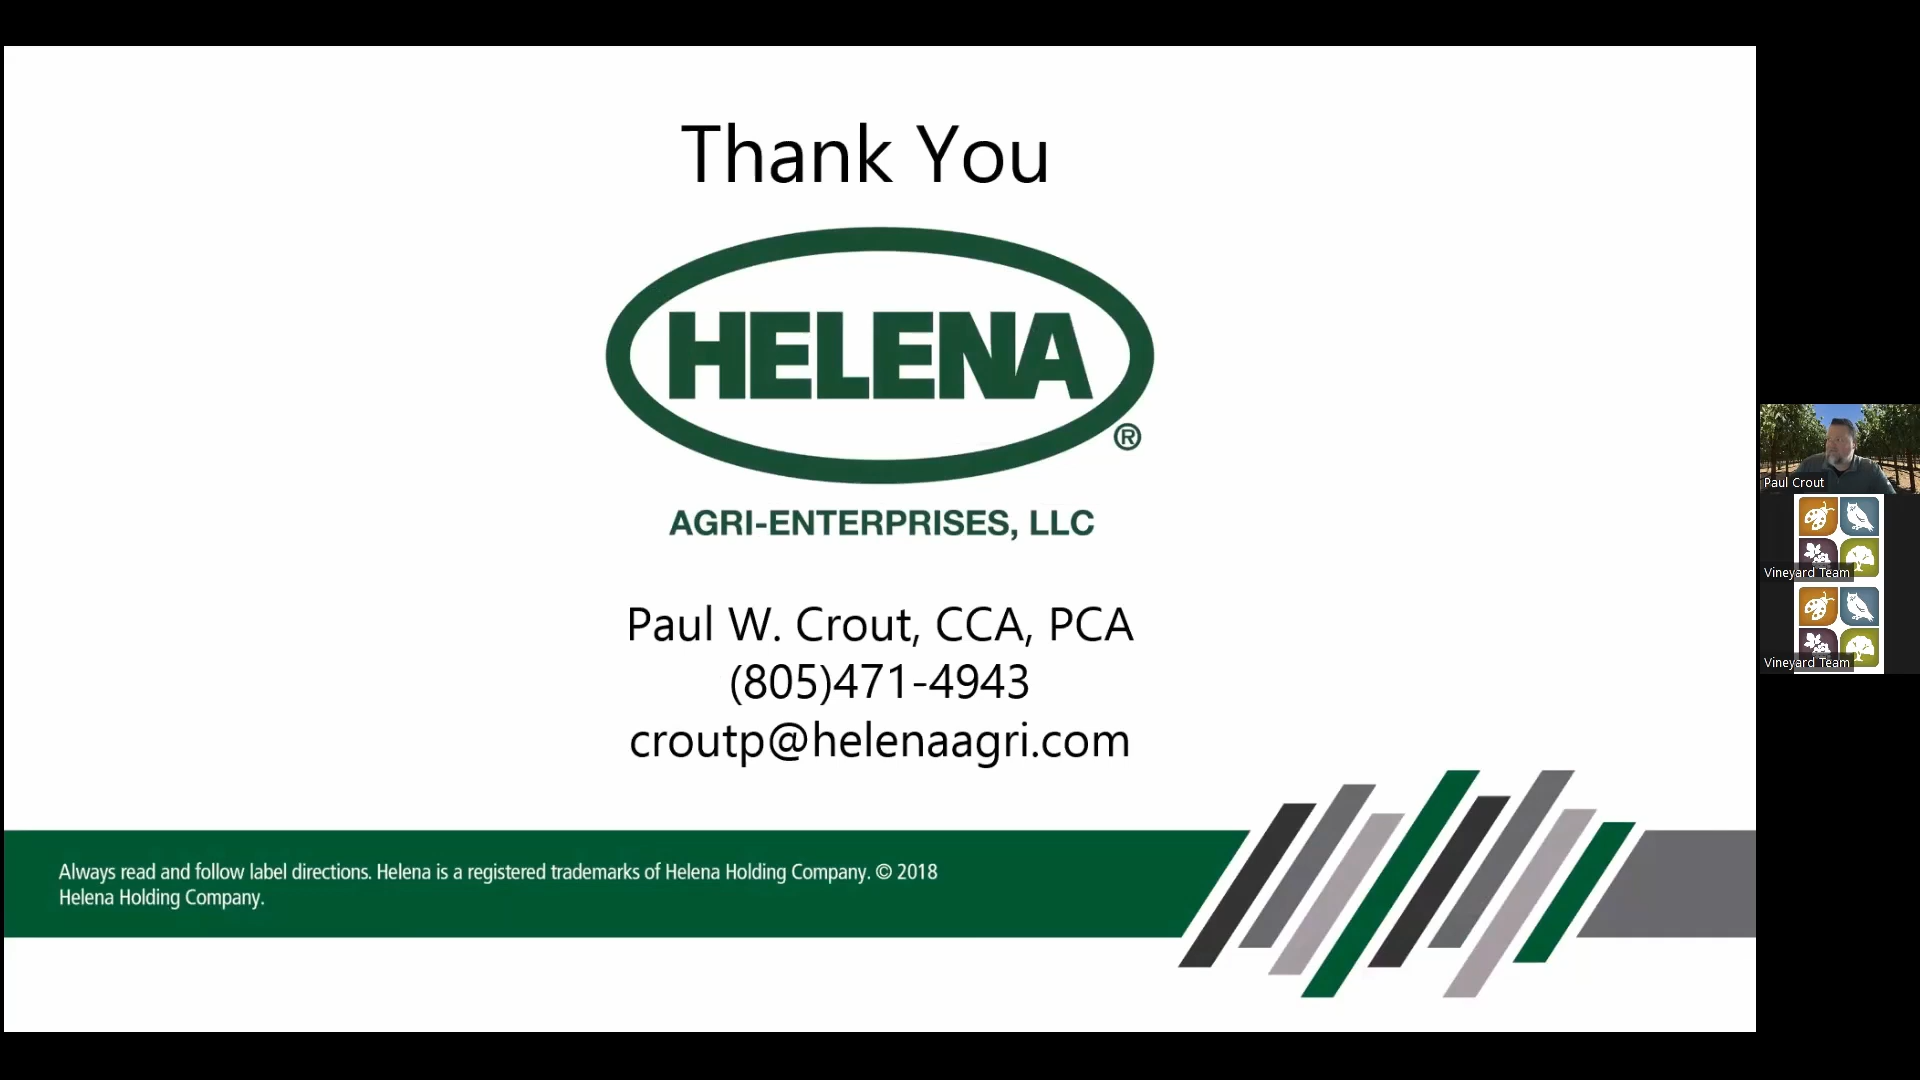 Thank You
HELENA
®
AGRI-ENTERPRISES, LLC
Paul W. Crout, CCA, PCA
(805)471-4943
croutp@helenaagri.com
Always read and follow label directions. Helena is a registered trademarks of Helena Holding Company. © 2018
Helena Holding Company.
Paul Crout
Vineyard Team
Vineyard Team